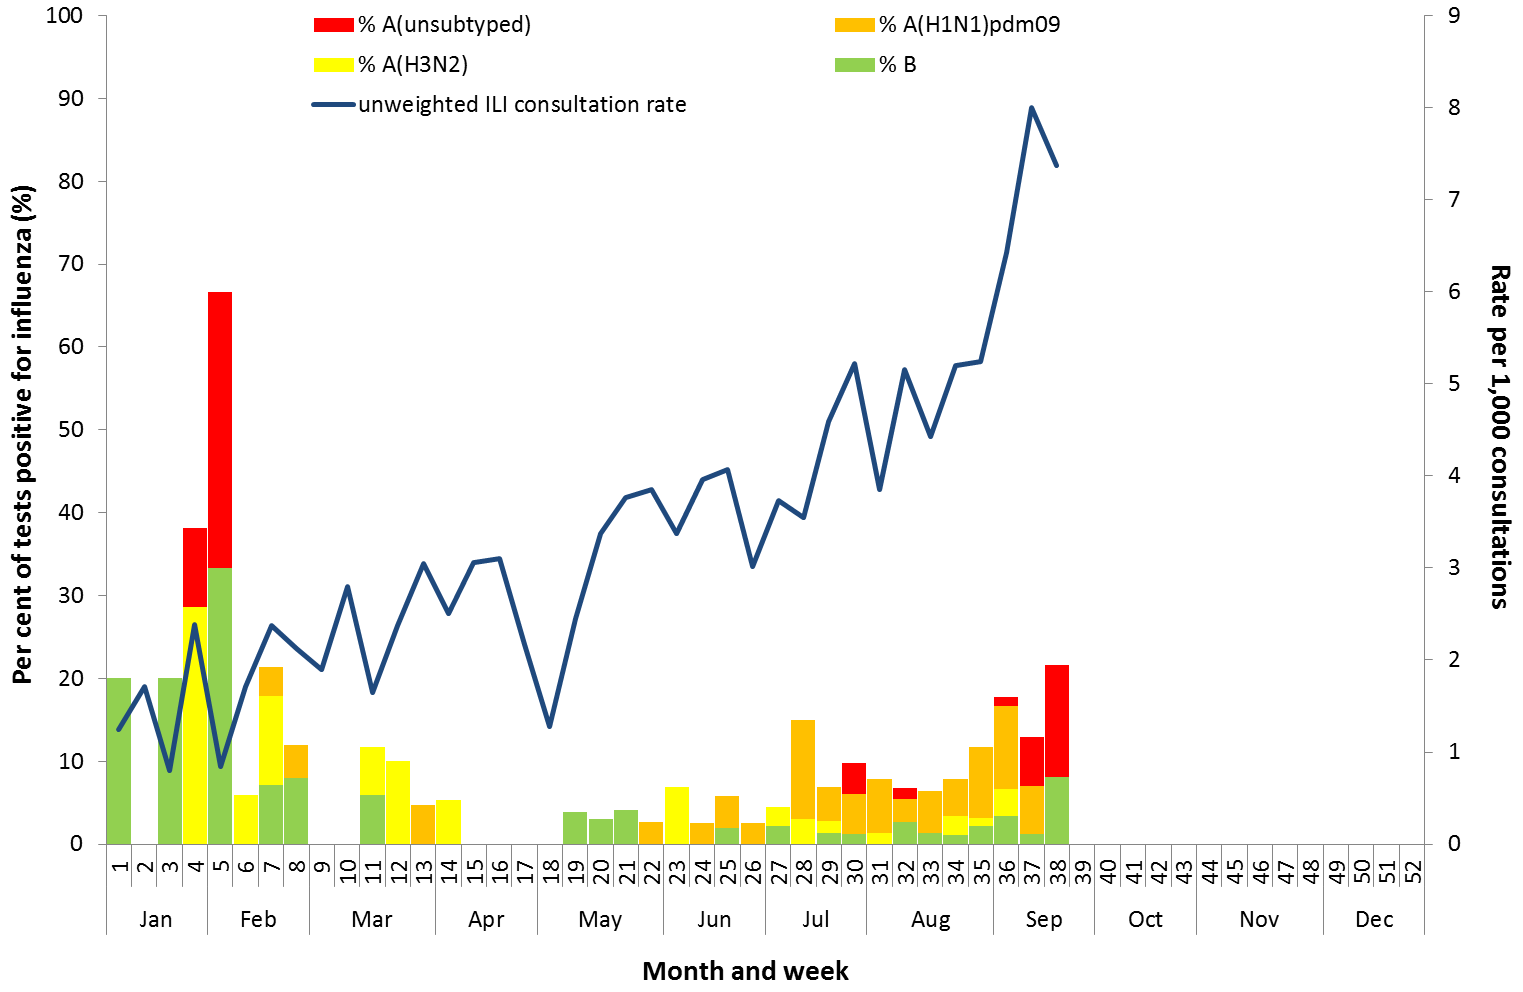 % A(unsubtyped) % A(H1N1)pdm09
% A(H3N2) % B
unweighted ILI consultation rate
Per cent of tests positive for influenza (%)
100
90
80
70
60
50
40
30
20
10
0
9
8
7
6
5
4
3
2
1
0
Rate per 1,000 consultations
1 2 3 4 5 6 7 8 9 10 11 12 13 14 15 16 17 18 19 20 21 22 23 24 25 26 27 28 29 30 31 32 33 34 35 36 37 38 39 40 41 42 43 44 45 46 47 48 49 50 51 52
Jan Feb Mar Apr May Jun Jul Aug Sep Oct Nov Dec
Month and week